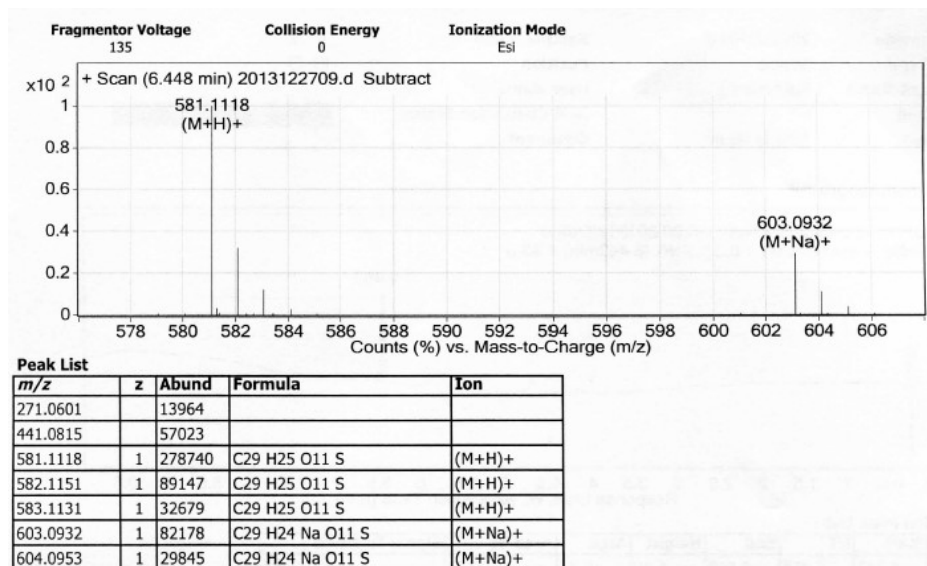 Fragmentor Voltage Collision Energy Ionization Mode
135 0 Esi
x10 2
+ Scan (6.448 min) 2013122709.d Subtract
1
581.1118
(M+H)+
0.8
0.6
0.4
603.0932
(M+Na)+
0.2
0
578 580 582 584 586 588 590 592 594 596 598 600 602 604 606
Counts (%) vs. Mass-to-Charge (m/z)
Peak List
m/z z Abund Formula Ion
271.0601 13964
441.0815 57023
581.1118 1 278740 C29 H25 O11 S (M+H)+
582.1151 1 89147 C29 H25 O11 S (M+H)+
583.1131 1 32679 C29 H25 O11 S (M+H)+
603.0932 1 82178 C29 H24 Na O11 S (M+Na)+
604.0953 1 29845 C29 H24 Na O11 S (M+Na)+